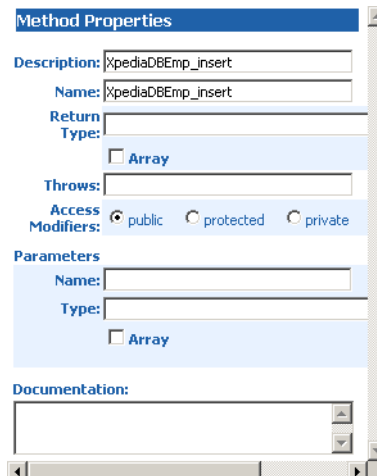 Method Properties
Description: XpediaDBEmp_insert
Name: XpediaDBEmp_insert
Return
Type:
Array
Throws:
Access
Modifiers: public protected private
Parameters
Name:
Type:
Array
Documentation: